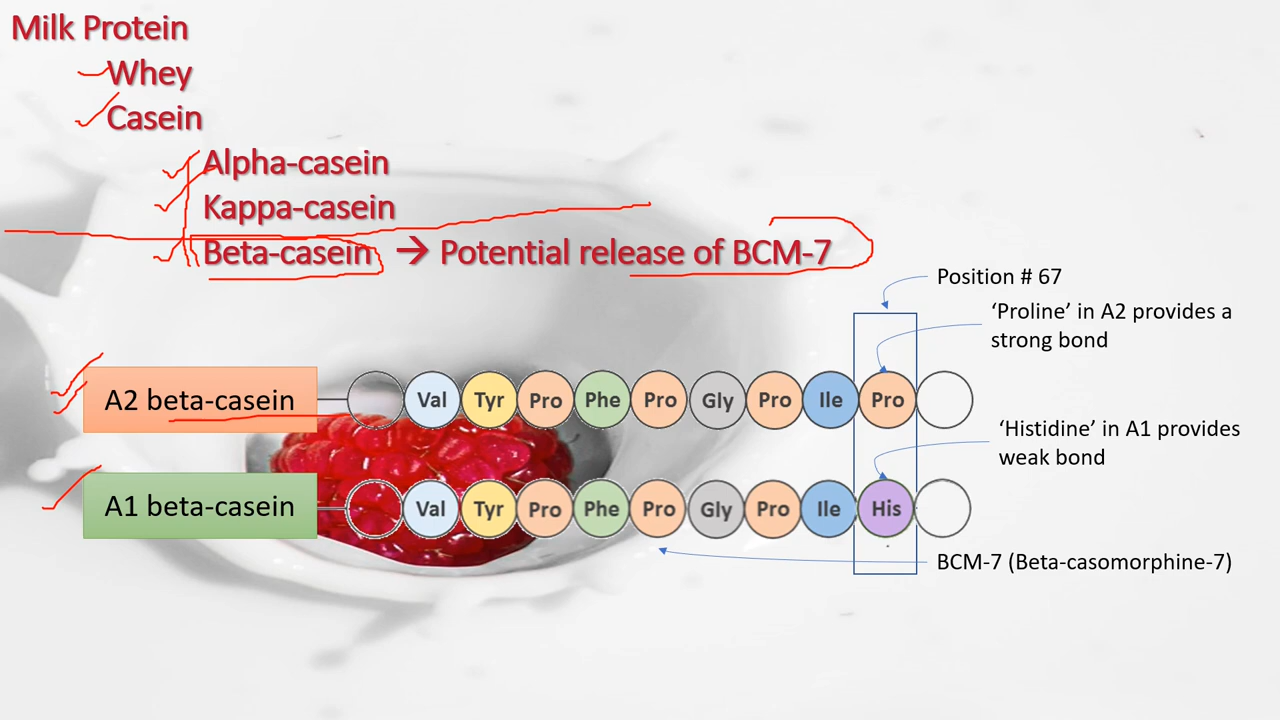 Milk Protein
Whey
Casein
Alpha-casein
Kappa-casein
Beta-casein → Potential release of BCM-7
Position # 67
‘Proline’ in A2 provides a
strong bond
A2 beta-casein
Val Tyr Pro Phe Pro Gly Pro Ile Pro
‘Histidine’ in A1 provides
weak bond
A1 beta-casein
Val Tyr Pro Phe Pro Gly Pro Ile His
BCM-7 (Beta-casomorphine-7)